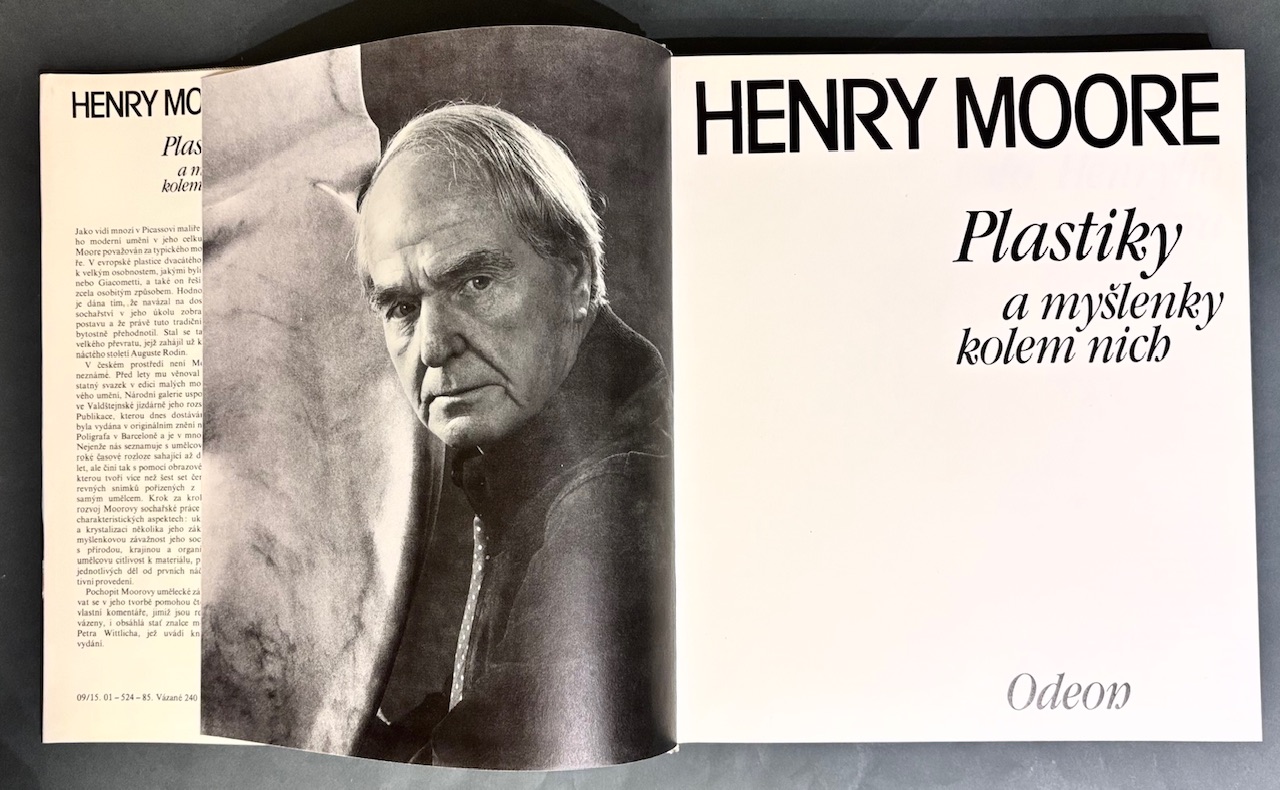 HENRY MO
Plas
a m
kolem
Jako vidí mnozí v Picassovi malíře
ho moderní umění v jeho celku
Moore považován za typického mo
ře. V evropské plastice dvacátého
k velkým osobnostem, jakými byli
nebo Giacometti, a také on řeši
zcela osobitým způsobem. Hodno
je dána tím, že navázal na dos
sochařství v jeho úkolu zobra
postavu a že právě tuto tradiční
bytostně přehodnotil. Stal se ta
velkého převratu, jejž zahájil už k
náctého století Auguste Rodin.
V českém prostředí není M
neznámé. Před lety mu věnoval
statný svazek v edici malých mo
vého umění, Národní galerie uspo
ve Valdštejnské jízdárně jeho rozs
Publikace, kterou dnes dostává
byla vydána v originálním znění n
Polígrafa v Barceloně a je v mno
Nejenže nás seznamuje s umělcov
roké časové rozloze sahající až d
let, ale činí tak s pomocí obrazové
kterou tvoří více než šest set čer
revných snímků pořízených z
samým umělcem. Krok za kro
rozvoj Moorovy sochařské práce
charakteristických aspektech: uk
a krystalizaci několika jeho zák
myšlenkovou závažnost jeho soc
s přírodou, krajinou a organi
umělcovu citlivost k materiálu, p
jednotlivých děl od prvních náč
tivní provedení.
Pochopit Moorovy umělecké zá
vat se v jeho tvorbě pomohou čt
vlastní komentáře, jimiž jsou re
vázeny, i obsáhlá stať znalce m
Petra Wittlicha, jež uvádí kn
vydání.
09/15. 01 – 524 – 85. Vázané 240
HENRY MOORE
Plastiky
a myšlenky
kolem nich
Odeon